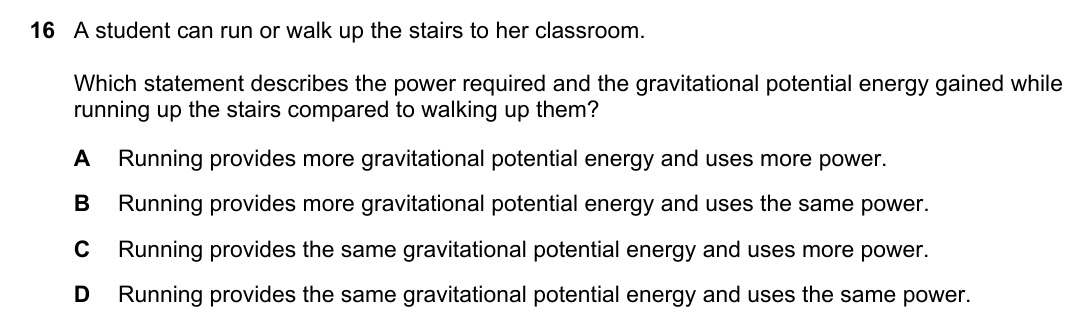 16 A student can run or walk up the stairs to her classroom.
Which statement describes the power required and the gravitational potential energy gained while
running up the stairs compared to walking up them?
A Running provides more gravitational potential energy and uses more power.
B Running provides more gravitational potential energy and uses the same power.
C Running provides the same gravitational potential energy and uses more power.
D Running provides the same gravitational potential energy and uses the same power.